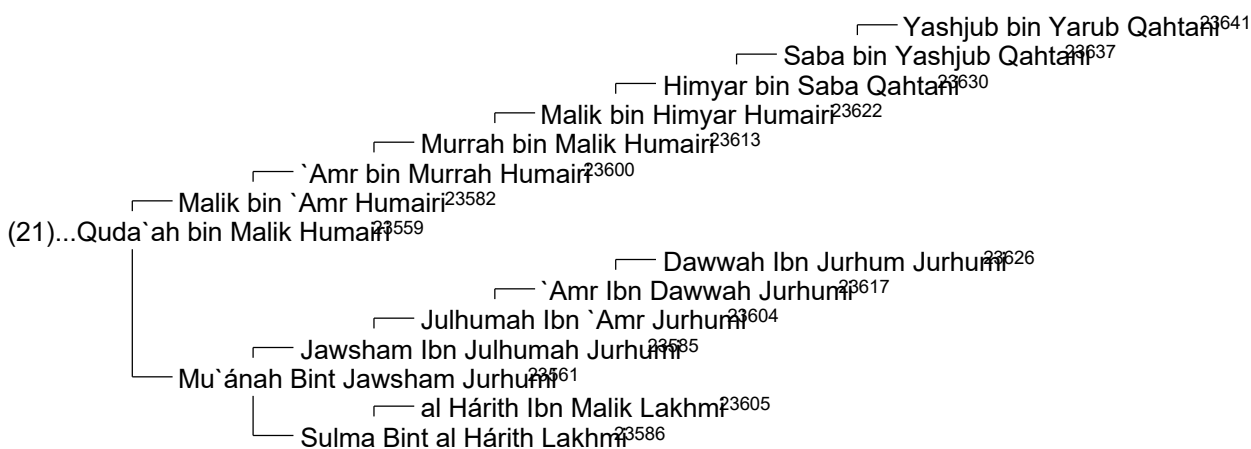 Yashjub bin Yarub Qahtani23641
Saba bin Yashjub Qahtani23637
Himyar bin Saba Qahtani23630
Malik bin Himyar Humairi23622
Murrah bin Malik Humairi23613
`Amr bin Murrah Humairi23600
Malik bin `Amr Humairi23582
(21)...Quda`ah bin Malik Humairi23559
Dawwah Ibn Jurhum Jurhumi23626
`Amr Ibn Dawwah Jurhumi23617
Julhumah Ibn `Amr Jurhumi23604
Jawsham Ibn Julhumah Jurhumi23585
Mu`ánah Bint Jawsham Jurhumi23561
al Hárith Ibn Malik Lakhmi23605
Sulma Bint al Hárith Lakhmi23586